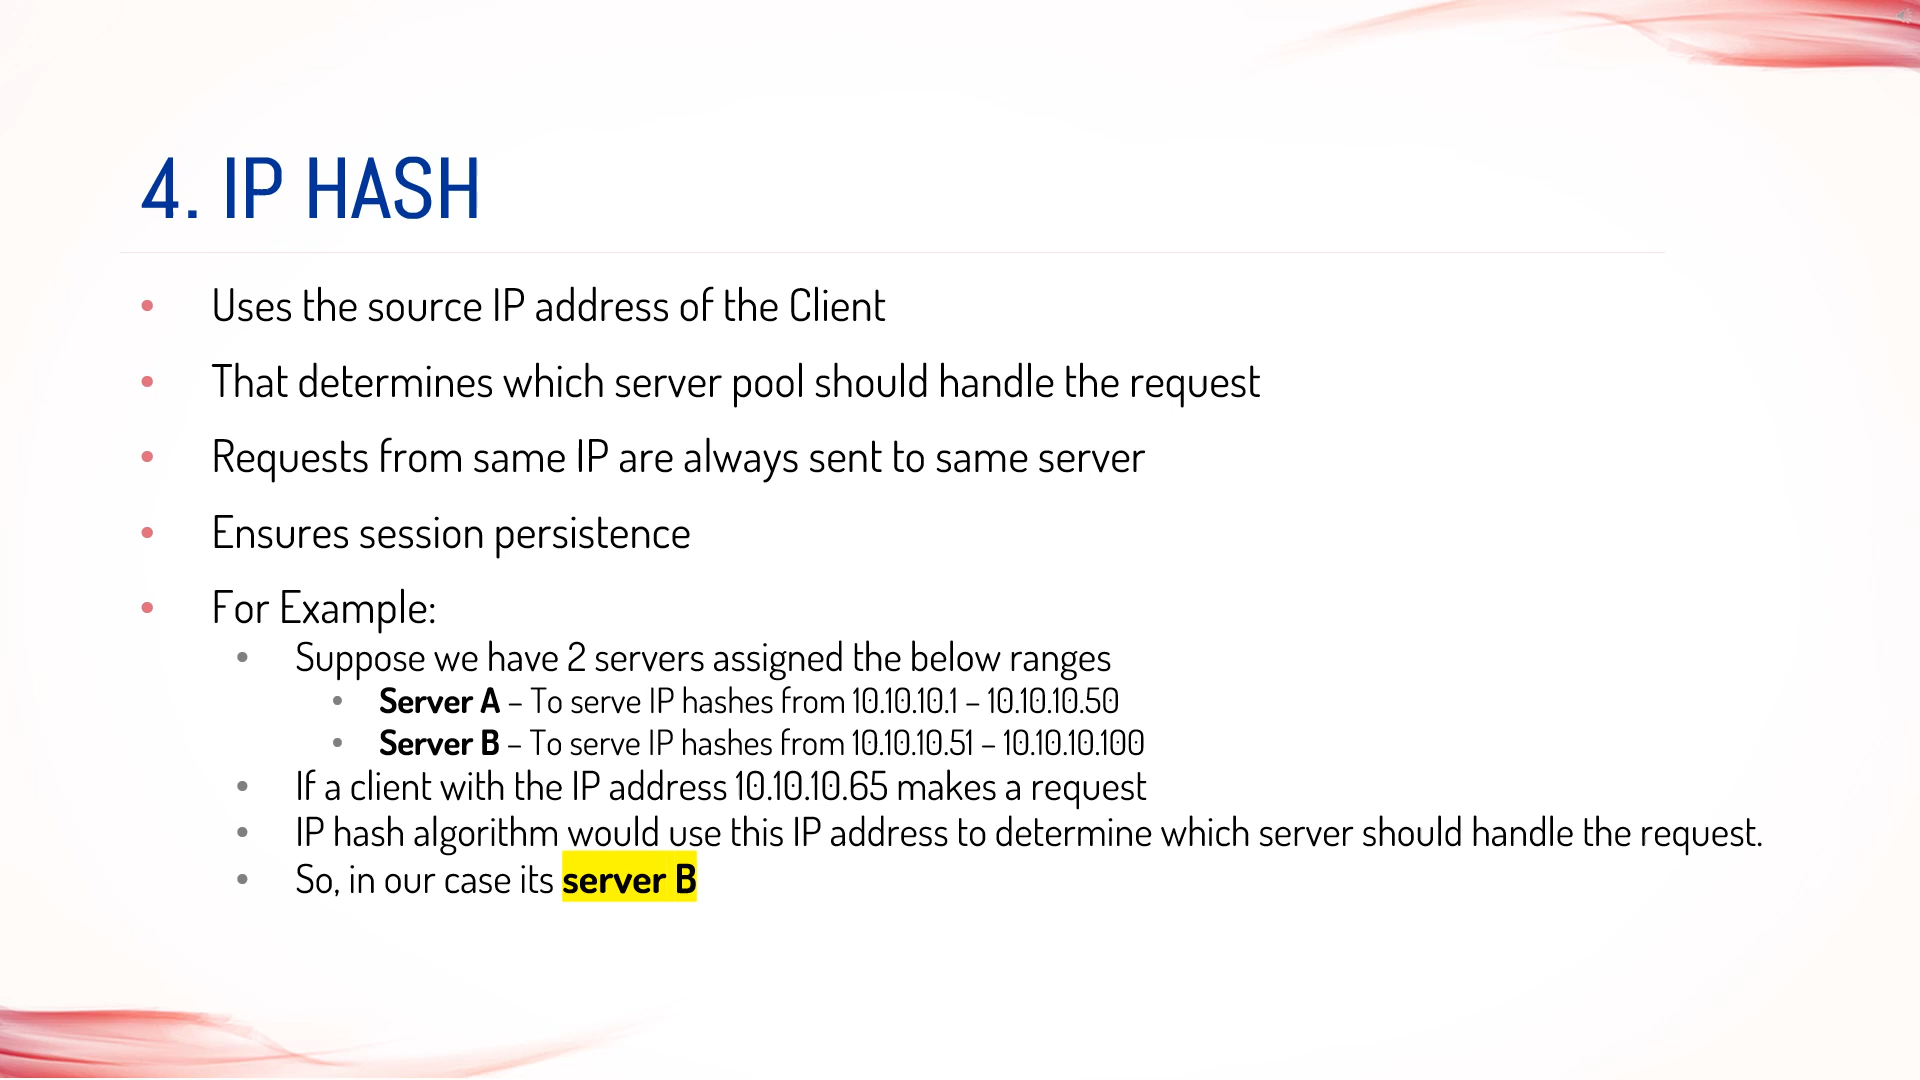 4. IP HASH
• Uses the source IP address of the Client
• That determines which server pool should handle the request
• Requests from same IP are always sent to same server
• Ensures session persistence
• For Example:
• Suppose we have 2 servers assigned the below ranges
• Server A – To serve IP hashes from 10.10.10.1 – 10.10.10.50
• Server B – To serve IP hashes from 10.10.10.51 – 10.10.10.100
• If a client with the IP address 10.10.10.65 makes a request
• IP hash algorithm would use this IP address to determine which server should handle the request.
• So, in our case its server B